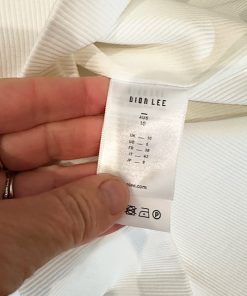 DION LEE
AUS
10
UK – 10
US – 6
FR – 38
IT – 42
JP – 9